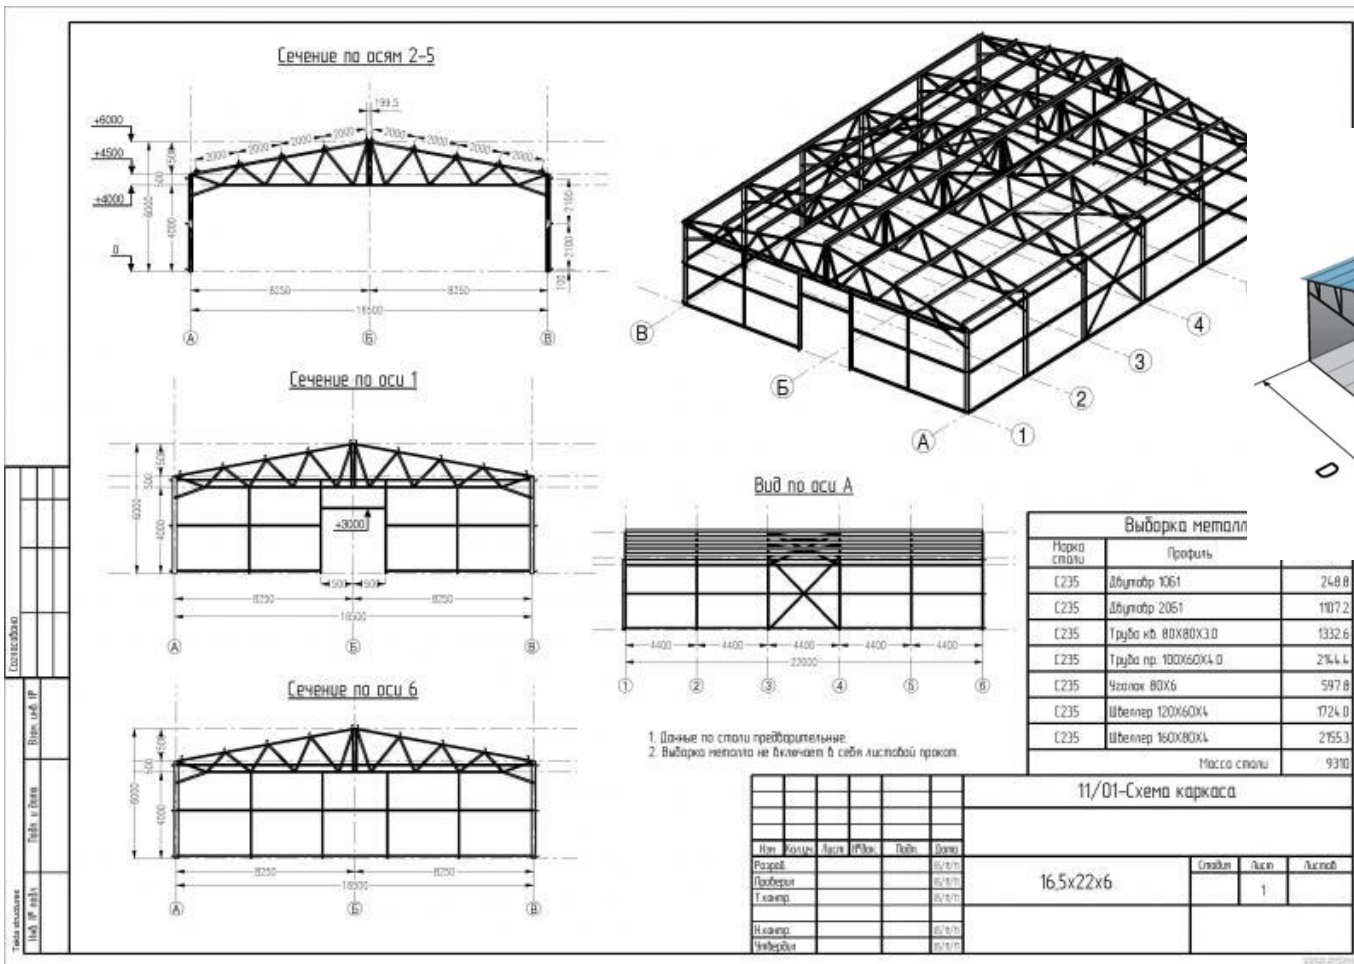 Сечение по осям 2-5
199,5
2000
2000
2000
2000
2000
2000
2000
+6000
+4500
+4000
0
500
6000
4000
2100
2100
100
8250
8250
16500
А
Б
В
Сечение по оси 1
500
6000
4000
+3000
1500
1500
8250
8250
16500
А
Б
В
Сечение по оси 6
500
6000
4000
8250
8250
16500
А
Б
В
В
Б
А
1
2
3
4
D
Вид по оси А
4400
4400
4400
4400
4400
22000
1
2
3
4
5
6
1. Данные по стали предварительные.
2. Выборка металла не включает в себя листовой прокат.
Выборка металл
Марка стали
Профиль
С235 Двутавр 10Б1 248.8
С235 Двутавр 20Б1 1107.2
С235 Труба кв. 80Х80Х3.0 1332.6
С235 Труба пр. 100Х60Х4.0 2144.4
С235 Уголок 80Х6 597.8
С235 Швеллер 120Х60Х4 1724.0
С235 Швеллер 160Х80Х4 2155.3
Масса стали 9310
11/01-Схема каркаса
Изм Кол.уч Лист №док. Подп. Дата
Разраб.
Проверил
Т.контр.
Н.контр.
Утвердил
16,5х22х6
Стадия Лист Листов
1
Согласовано
Взам. инв. №
Подп. и дата
Инв. № подл.
Tekla structures